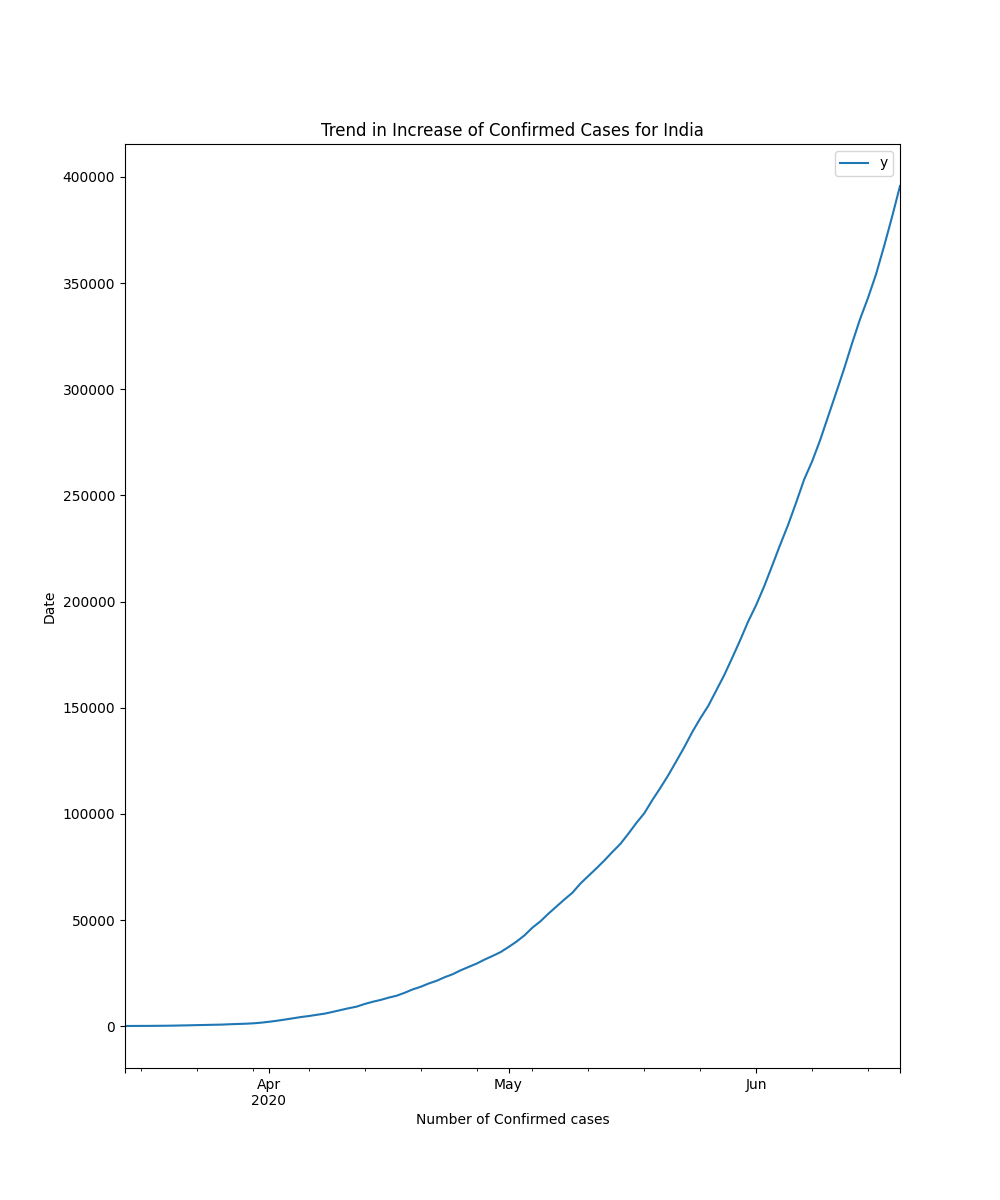 Trend in Increase of Confirmed Cases for India
y
400000
350000
300000
250000
200000
150000
100000
50000
0
Date
Apr
2020
May
Jun
Number of Confirmed cases